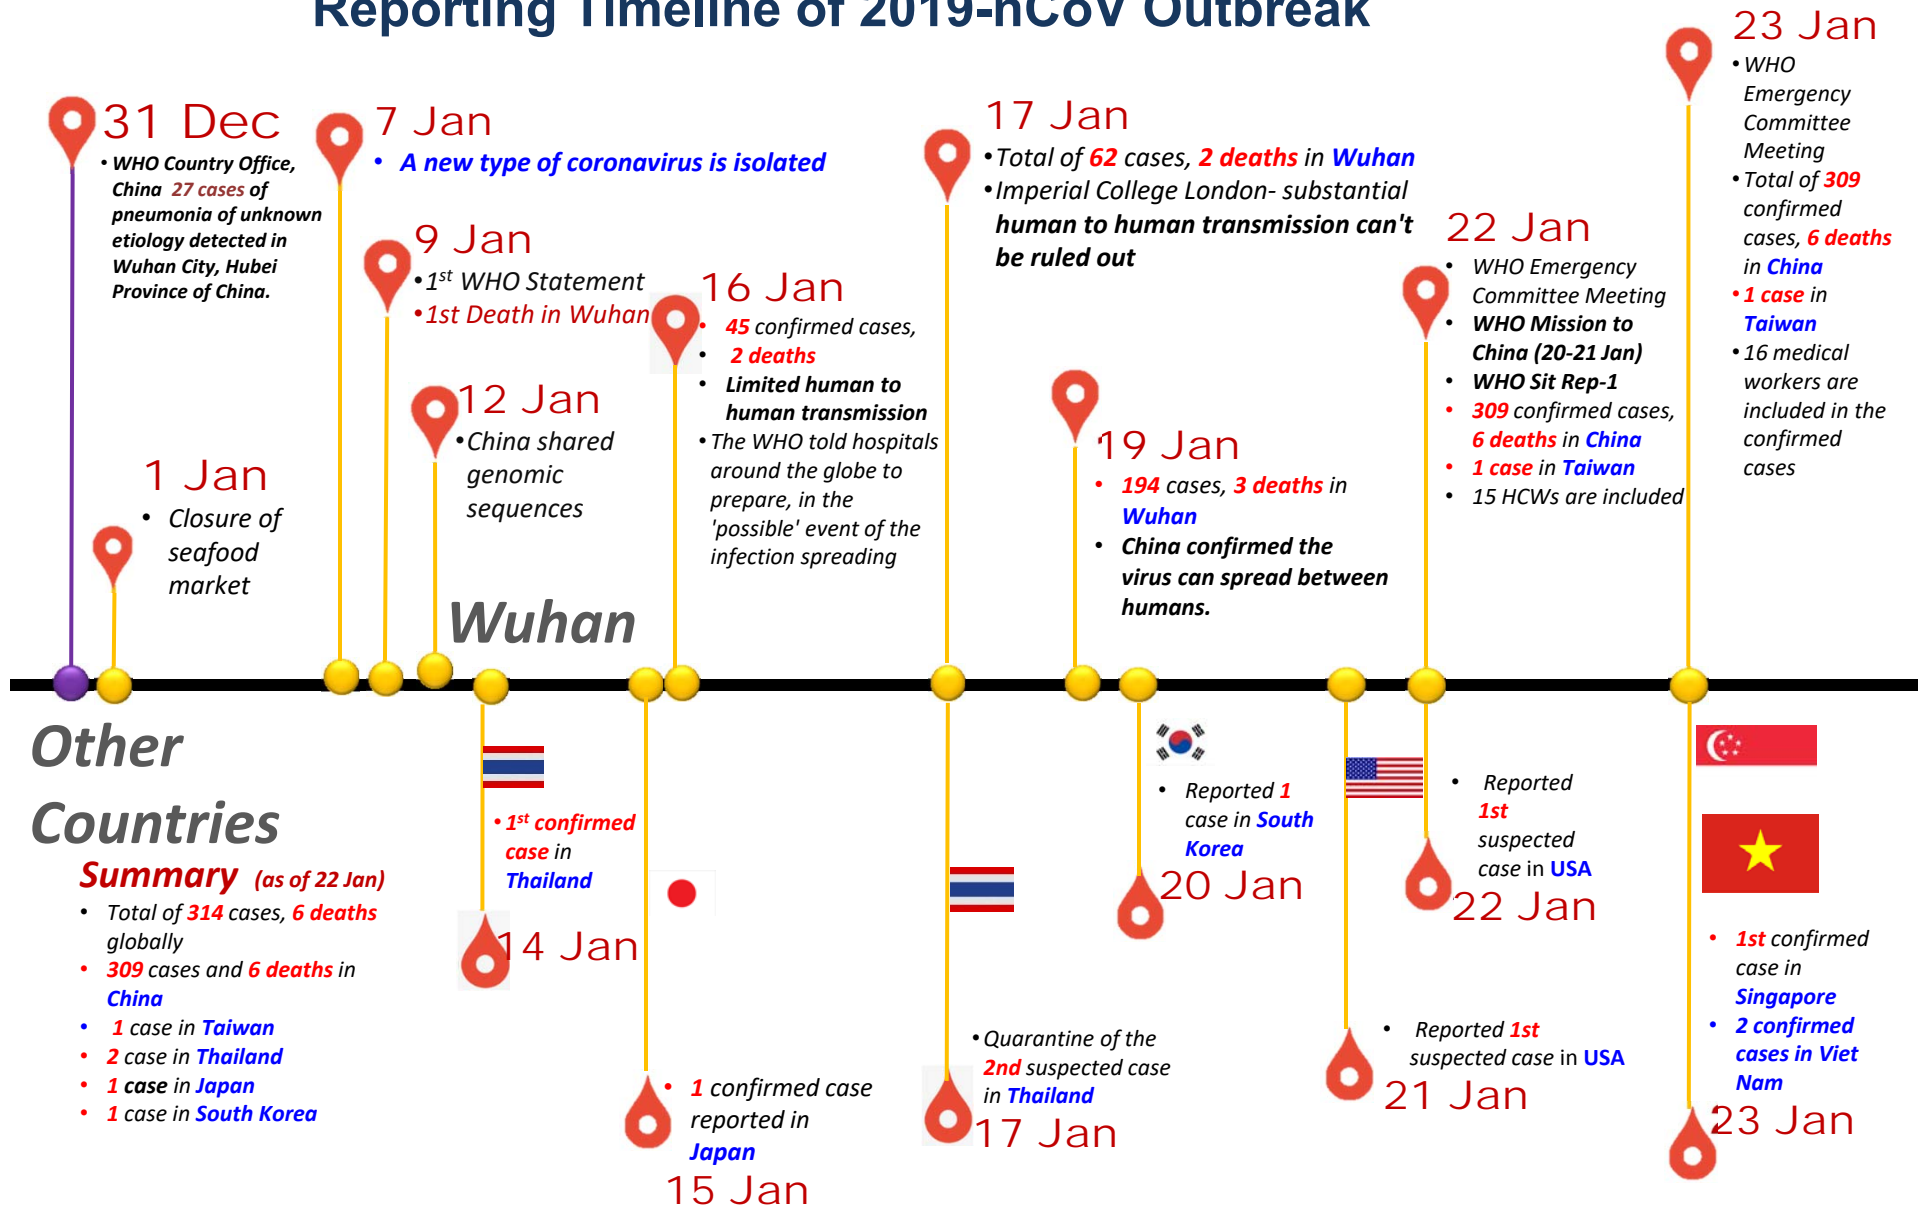 Reporting Timeline of 2019-nCoV Outbreak
31 Dec
• WHO Country Office,
China 27 cases of
pneumonia of unknown
etiology detected in
Wuhan City, Hubei
Province of China.
1 Jan
• Closure of
seafood
market
7 Jan
• A new type of coronavirus is isolated
9 Jan
• 1st WHO Statement
• 1st Death in Wuhan
12 Jan
• China shared
genomic
sequences
16 Jan
• 45 confirmed cases,
• 2 deaths
• Limited human to
human transmission
• The WHO told hospitals
around the globe to
prepare, in the
'possible' event of the
infection spreading
17 Jan
• Total of 62 cases, 2 deaths in Wuhan
• Imperial College London- substantial
human to human transmission can't
be ruled out
19 Jan
• 194 cases, 3 deaths in
Wuhan
• China confirmed the
virus can spread between
humans.
22 Jan
• WHO Emergency
Committee Meeting
• WHO Mission to
China (20-21 Jan)
• WHO Sit Rep-1
• 309 confirmed cases,
6 deaths in China
• 1 case in Taiwan
• 15 HCWs are included
23 Jan
• WHO
Emergency
Committee
Meeting
• Total of 309
confirmed
cases, 6 deaths
in China
• 1 case in
Taiwan
• 16 medical
workers are
included in the
confirmed
cases
Wuhan
Other
Countries
Summary (as of 22 Jan)
• Total of 314 cases, 6 deaths
globally
• 309 cases and 6 deaths in
China
• 1 case in Taiwan
• 2 case in Thailand
• 1 case in Japan
• 1 case in South Korea
• 1st confirmed
case in
Thailand
14 Jan
• 1 confirmed case
reported in
Japan
15 Jan
• Quarantine of the
2nd suspected case
in Thailand
17 Jan
• Reported 1
case in South
Korea
20 Jan
• Reported 1st
suspected case in USA
21 Jan
• Reported
1st
suspected
case in USA
22 Jan
• 1st confirmed
case in
Singapore
• 2 confirmed
cases in Viet
Nam
23 Jan